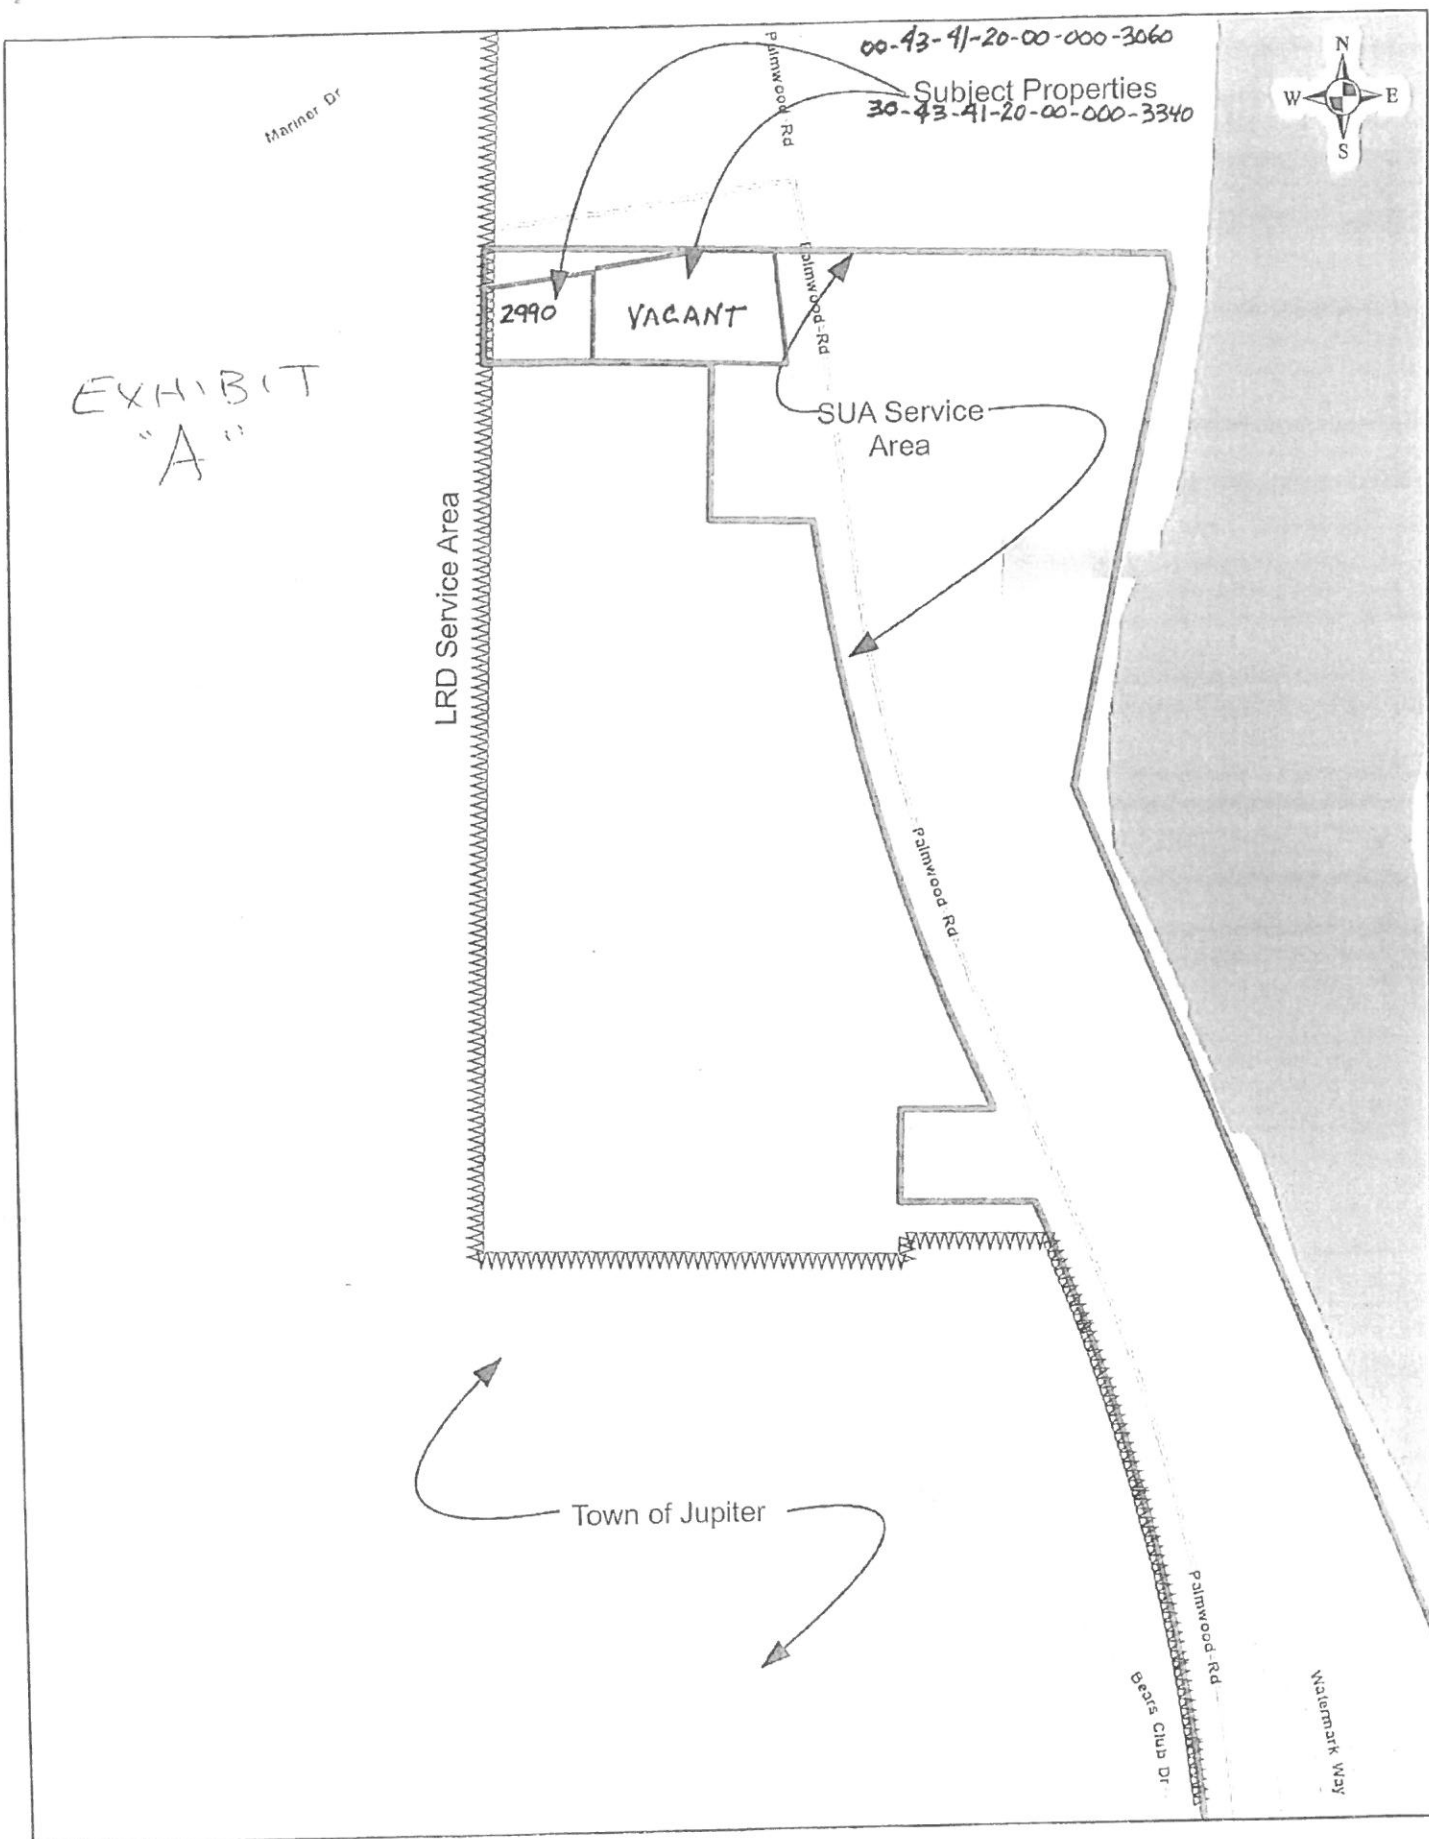 00-43-41-20-00-000-3060
Subject Properties
30-43-41-20-00-000-3340
N
W E
S
Mariner Dr
Palmwood Rd
2990
VACANT
Palmwood-Rd
EXHIBIT
"A"
SUA Service
Area
LRD Service Area
Palmwood Rd
Town of Jupiter
Palmwood-Rd
Bears Club Dr
Watermark Way